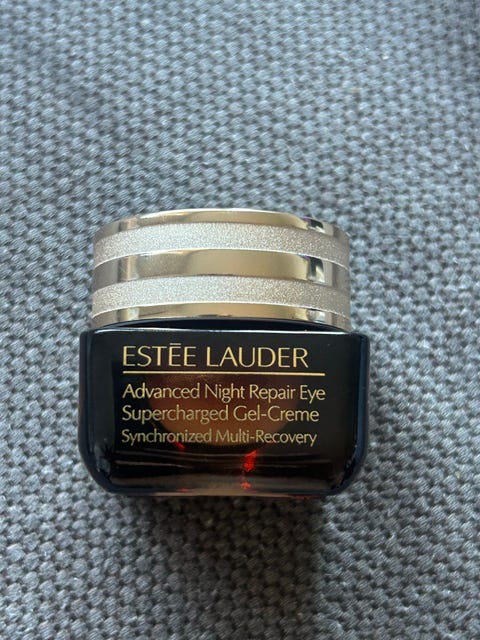 ESTĒE LAUDER
Advanced Night Repair Eye
Supercharged Gel-Creme
Synchronized Multi-Recovery